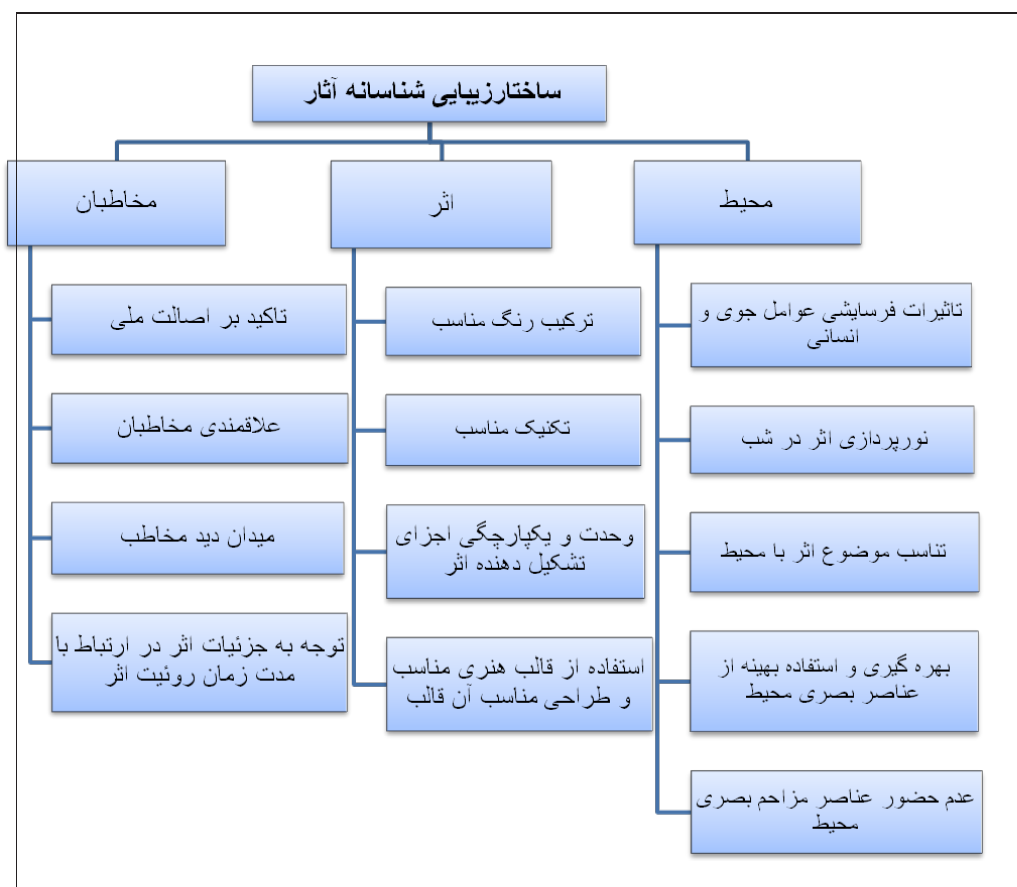 ساختارزیبایی شناسانه آثار
محیط
تاثیرات فرسایشی عوامل جوی و
انسانی
نورپردازی اثر در شب
تناسب موضوع اثر با محیط
بهره گیری و استفاده بهینه از
عناصر بصری محیط
عدم حضور عناصر مزاحم بصری
محیط
اثر
ترکیب رنگ مناسب
تکنیک مناسب
وحدت و یکپارچگی اجزای
تشکیل دهنده اثر
استفاده از قالب هنری مناسب
و طراحی مناسب آن قالب
مخاطبان
تاکید بر اصالت ملی
علاقمندی مخاطبان
میدان دید مخاطب
توجه به جزئیات اثر در ارتباط با
مدت زمان روئیت اثر